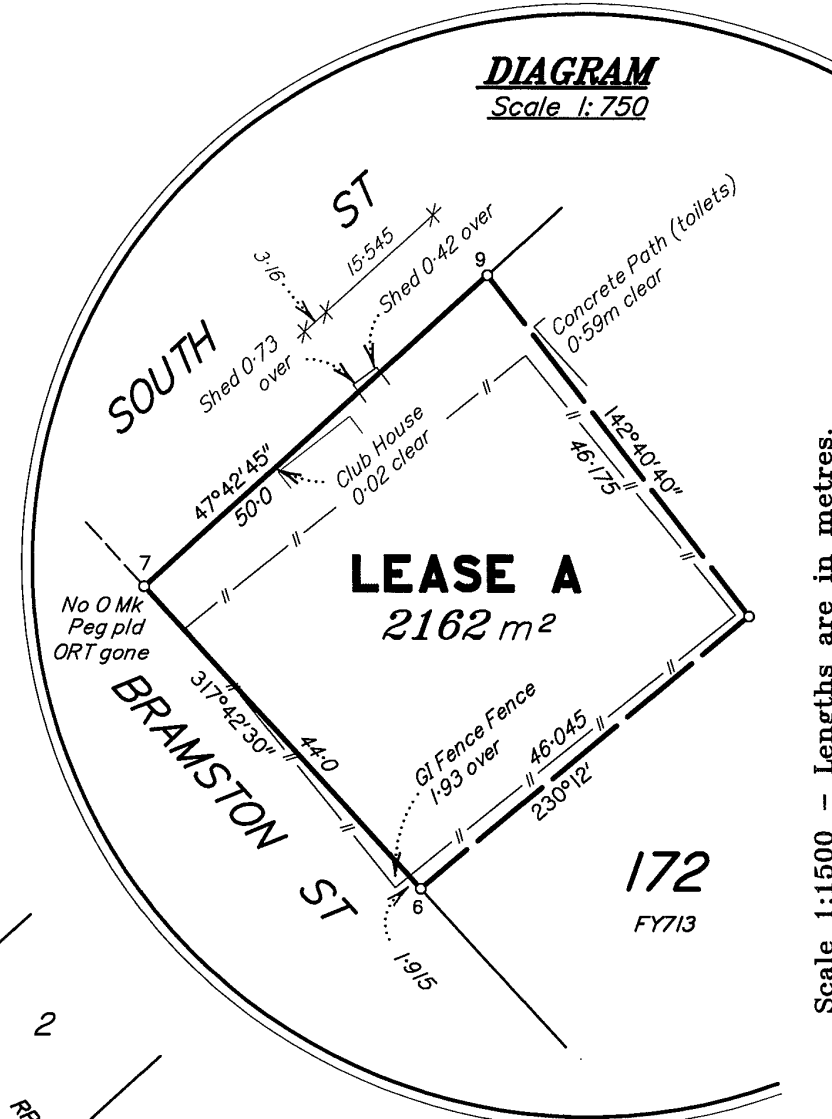 DIAGRAM
Scale 1:750
SOUTH ST
3·16
15·545
Shed 0·42 over
Shed 0·73
over
9
Concrete Path (toilets)
0·59m clear
47°42'45"
50·0
Club House
0·02 clear
142°40'40"
46·175
7
No O Mk
Peg pld
ORT gone
LEASE A
2162 m²
317°42'30"
44·0
BRAMSTON ST
GI Fence Fence
1·93 over
46·045
230°12'
6
1·915
172
FY713
2
Scale 1:1500 – Lengths are in metres.